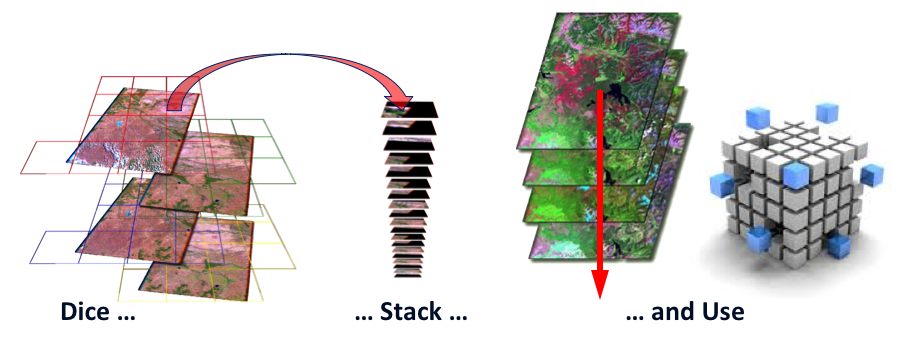 Dice … … Stack … … and Use